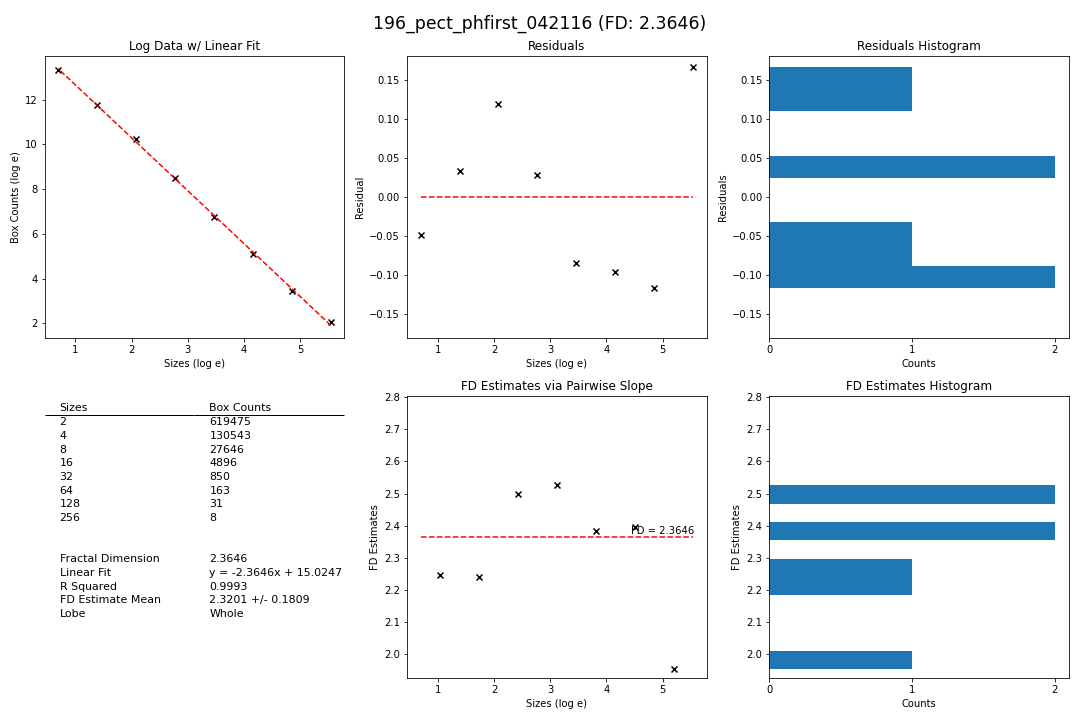 196_pect_phfirst_042116 (FD: 2.3646)
Log Data w/ Linear Fit
Box Counts (log e)
12
10
8
6
4
2
1 2 3 4 5
Sizes (log e)
Residuals
Residual
0.15
0.10
0.05
0.00
−0.05
−0.10
−0.15
1 2 3 4 5
Sizes (log e)
Residuals Histogram
Residuals
0.15
0.10
0.05
0.00
−0.05
−0.10
−0.15
0 1 2
Counts
Sizes Box Counts
2 619475
4 130543
8 27646
16 4896
32 850
64 163
128 31
256 8
Fractal Dimension 2.3646
Linear Fit y = -2.3646x + 15.0247
R Squared 0.9993
FD Estimate Mean 2.3201 +/- 0.1809
Lobe Whole
FD Estimates via Pairwise Slope
FD Estimates
2.8
2.7
2.6
2.5
2.4
2.3
2.2
2.1
2.0
FD = 2.3646
1 2 3 4 5
Sizes (log e)
FD Estimates Histogram
FD Estimates
2.8
2.7
2.6
2.5
2.4
2.3
2.2
2.1
2.0
0 1 2
Counts